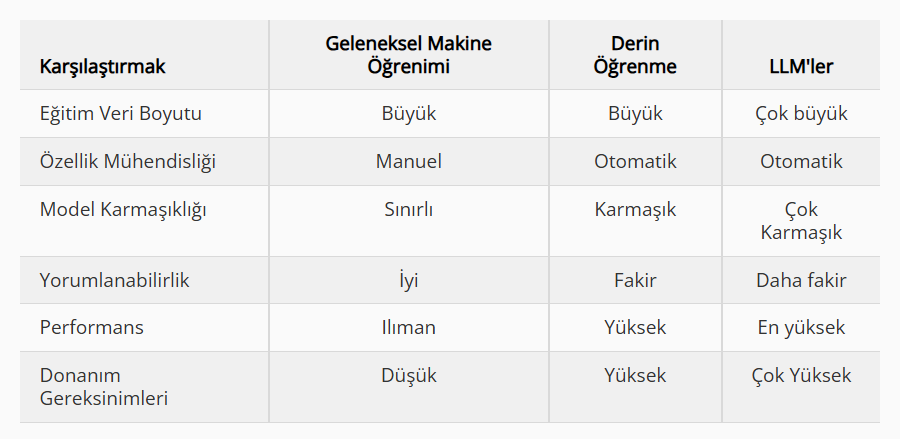 Karşılaştırmak Geleneksel Makine Öğrenimi Derin Öğrenme LLM'ler
Eğitim Veri Boyutu Büyük Büyük Çok büyük
Özellik Mühendisliği Manuel Otomatik Otomatik
Model Karmaşıklığı Sınırlı Karmaşık Çok Karmaşık
Yorumlanabilirlik İyi Fakir Daha fakir
Performans Ilıman Yüksek En yüksek
Donanım Gereksinimleri Düşük Yüksek Çok Yüksek